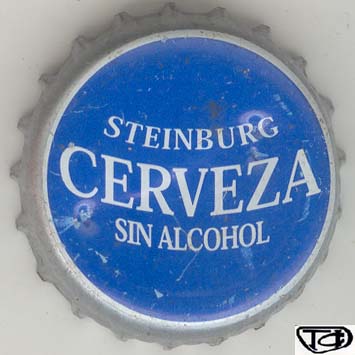 STEINBURG
CERVEZA
SIN ALCOHOL